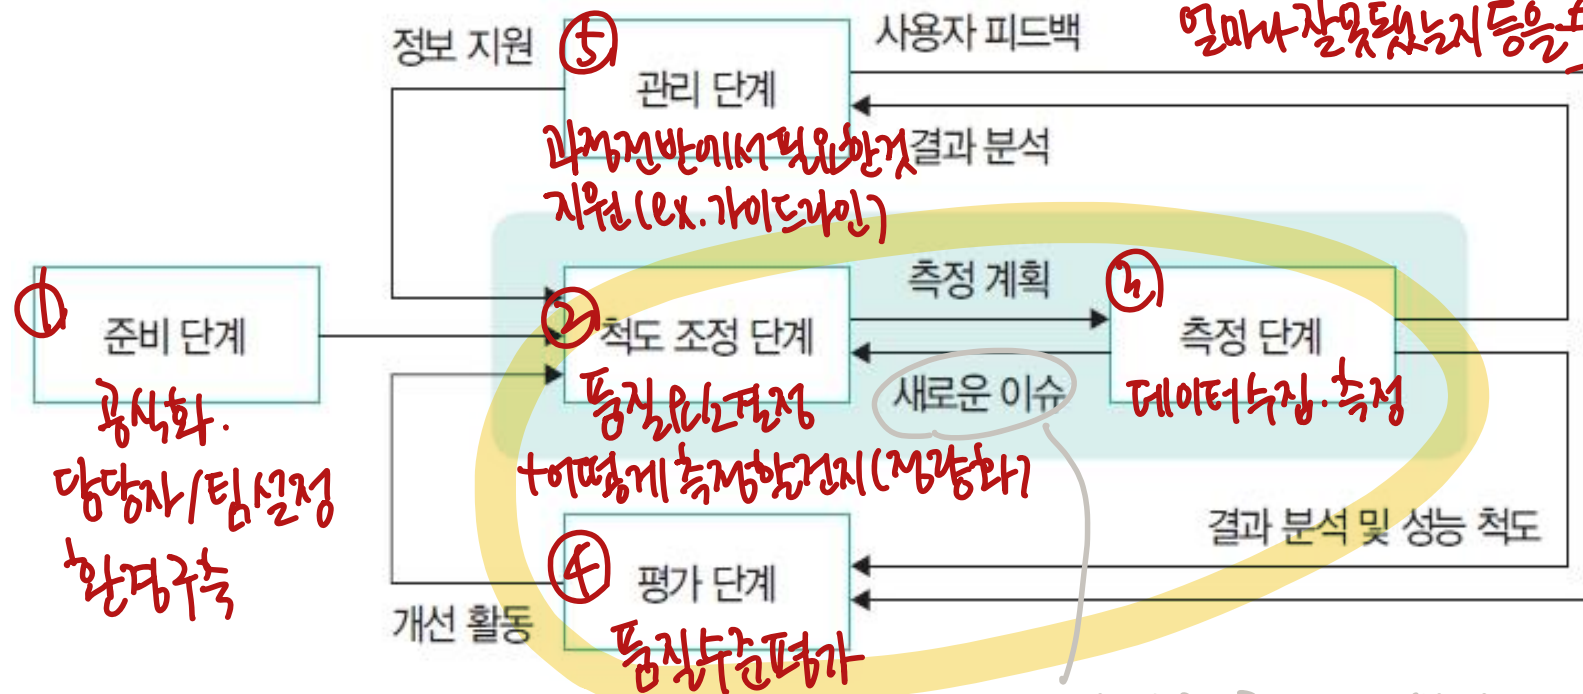 정보 지원
⑤
사용자 피드백
얼마나 잘못됐는지 등을
관리 단계
과정전반에서 필요한것
결과 분석
지원(ex.가이드라인)
측정 계획
①
준비 단계
②
척도 조정 단계
③
측정 단계
새로운 이슈
공식화.
담당자/팀설정
환경구축
품질요소결정
+어떻게 측정할건지(정량화)
데이터수집.측정
결과 분석 및 성능 척도
④
평가 단계
개선 활동
품질수준평가